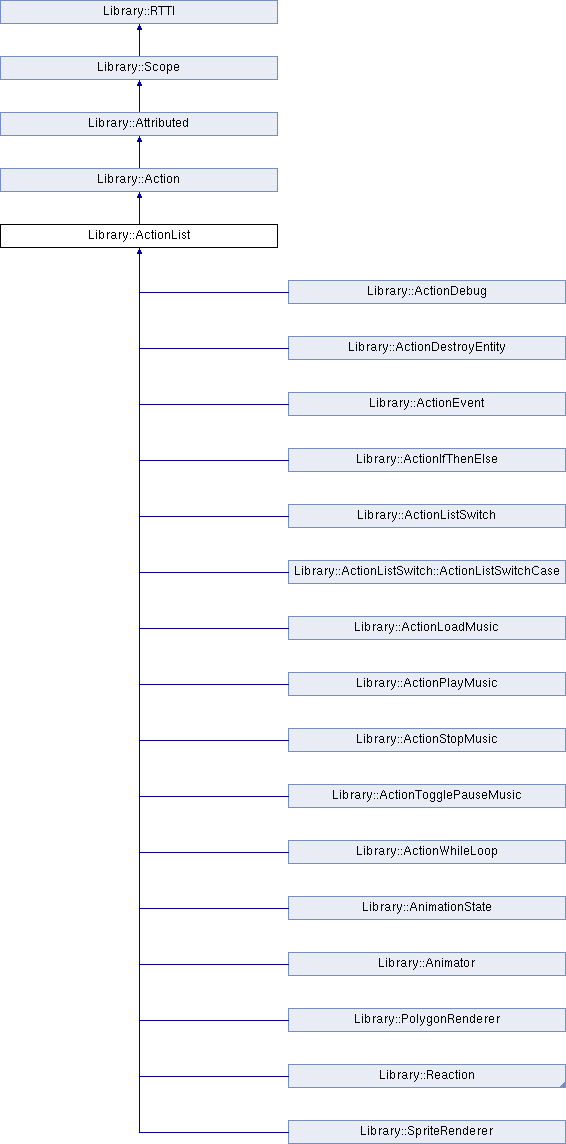 Library::RTTI
Library::Scope
Library::Attributed
Library::Action
Library::ActionList
Library::ActionDebug
Library::ActionDestroyEntity
Library::ActionEvent
Library::ActionIfThenElse
Library::ActionListSwitch
Library::ActionListSwitch::ActionListSwitchCase
Library::ActionLoadMusic
Library::ActionPlayMusic
Library::ActionStopMusic
Library::ActionTogglePauseMusic
Library::ActionWhileLoop
Library::AnimationState
Library::Animator
Library::PolygonRenderer
Library::Reaction
Library::SpriteRenderer